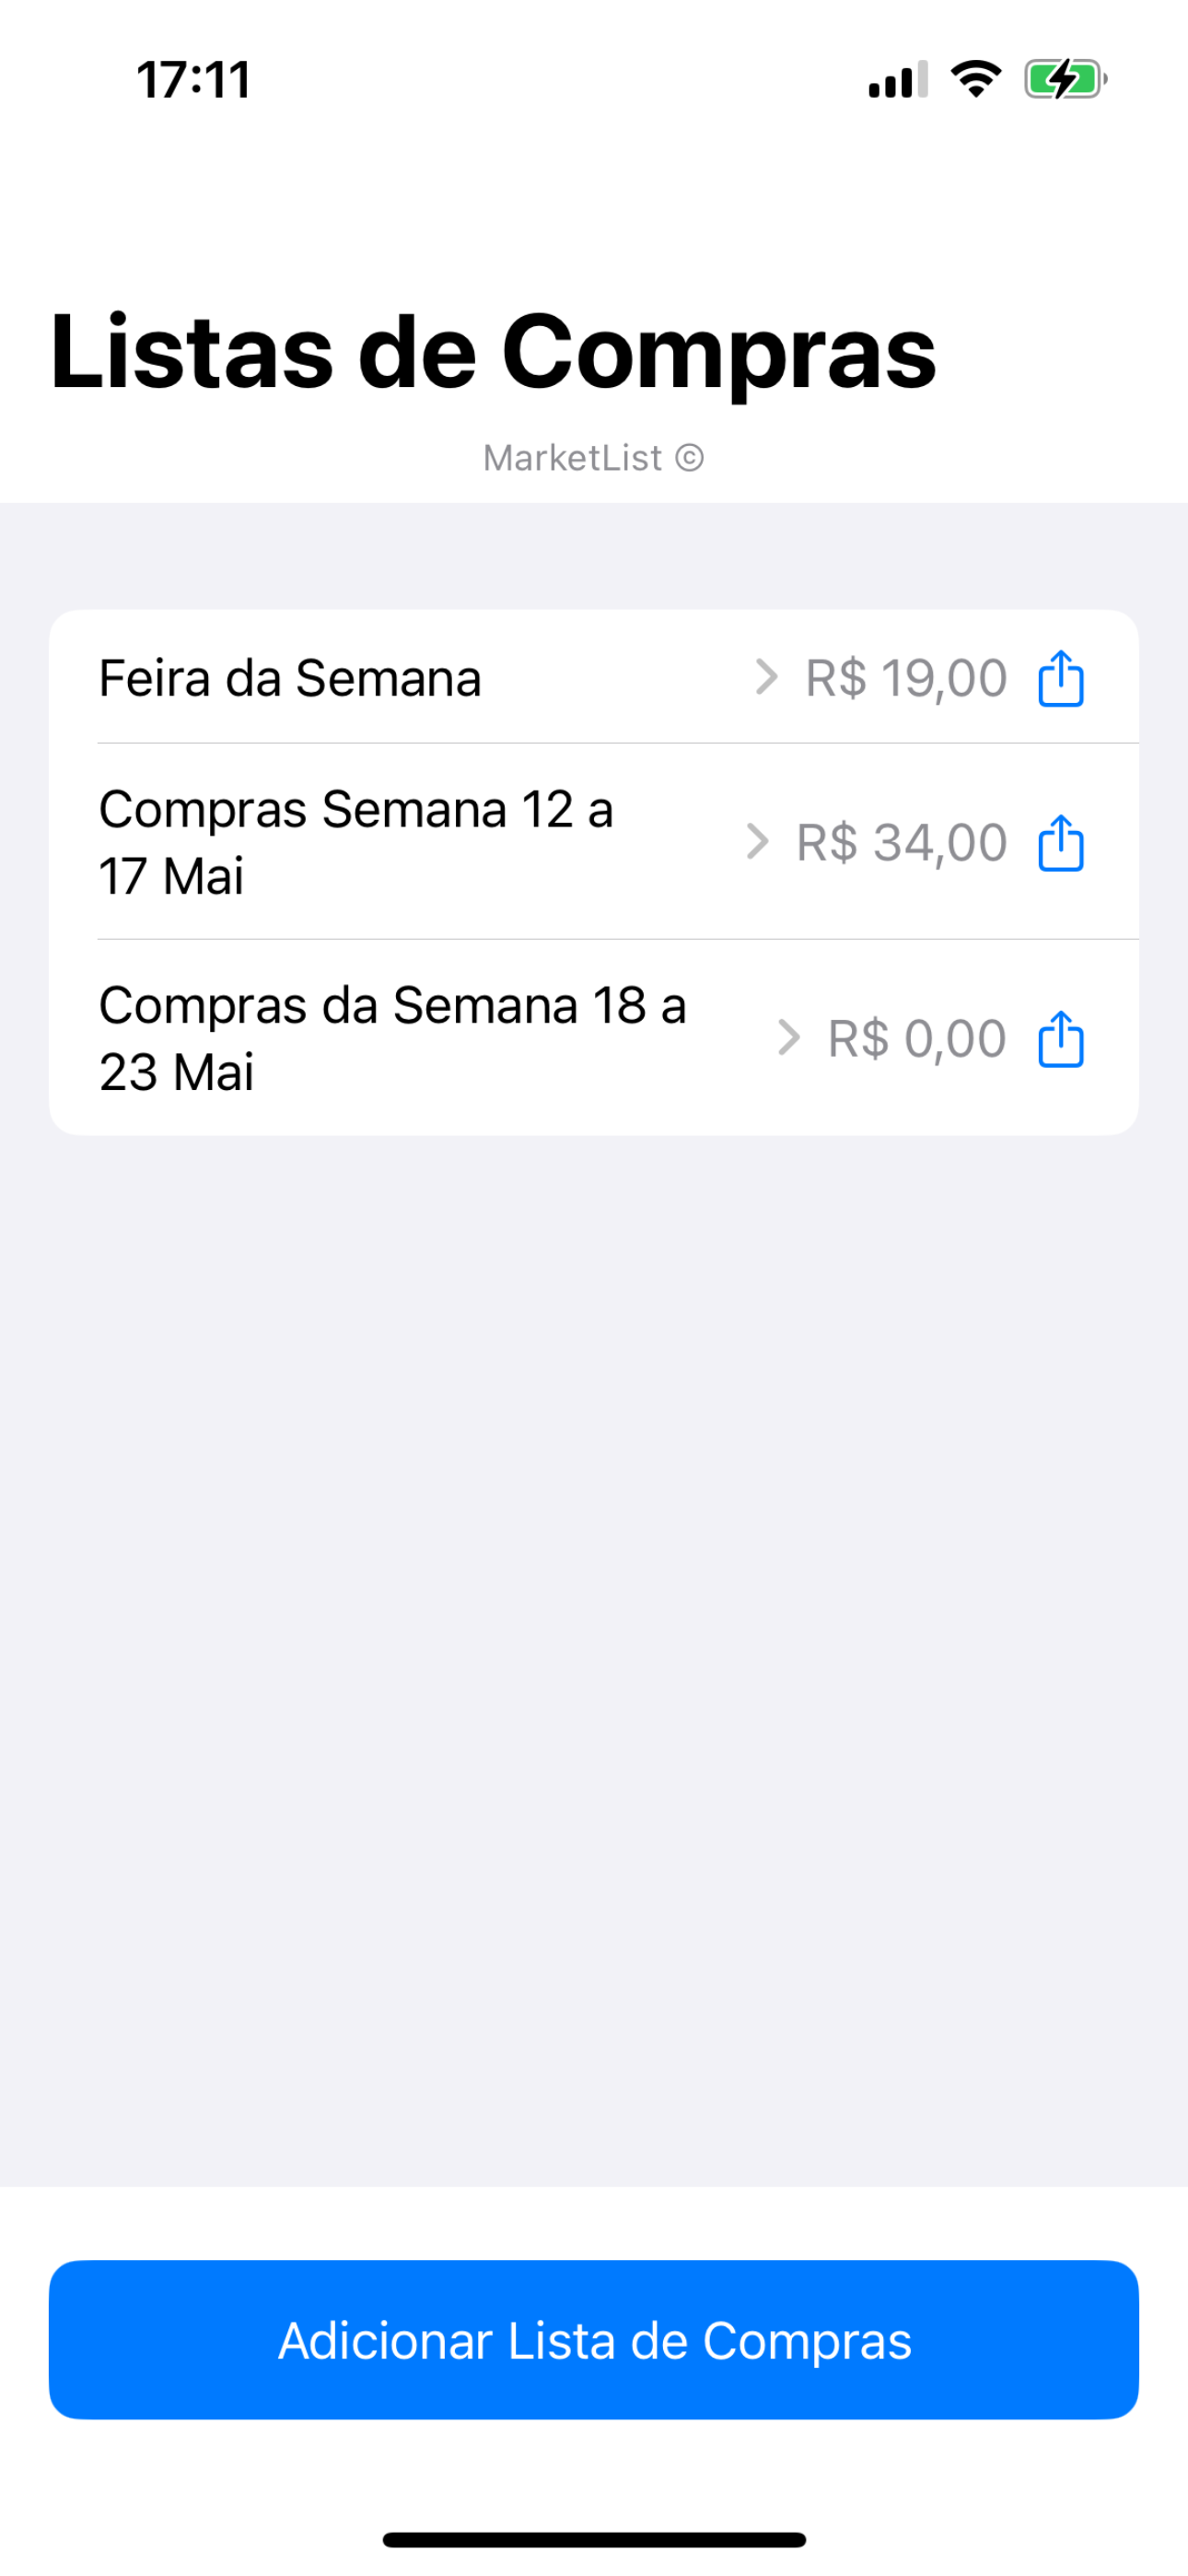 17:11
Listas de Compras
MarketList ©
Feira da Semana
R$ 19,00
Compras Semana 12 a
17 Mai
R$ 34,00
Compras da Semana 18 a
23 Mai
R$ 0,00
Adicionar Lista de Compras